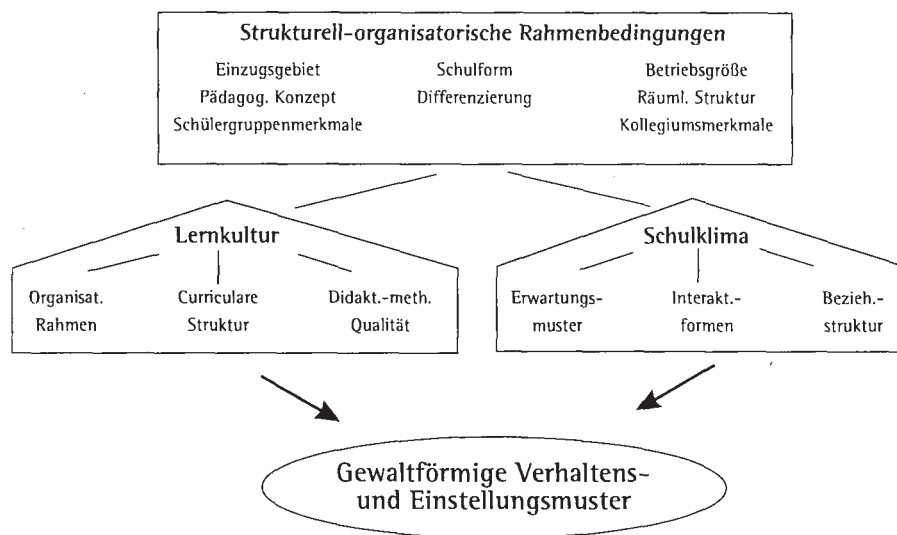 Strukturell-organisatorische Rahmenbedingungen
Einzugsgebiet Schulform Betriebsgröße
Pädagog. Konzept Differenzierung Räuml. Struktur
Schülergruppenmerkmale Kollegiumsmerkmale
Lernkultur
Organisat. Curriculare Didakt.-meth.
Rahmen Struktur Qualität
Schulklima
Erwartungs- Interakt.- Bezieh.-
muster formen struktur
Gewaltförmige Verhaltens-
und Einstellungsmuster